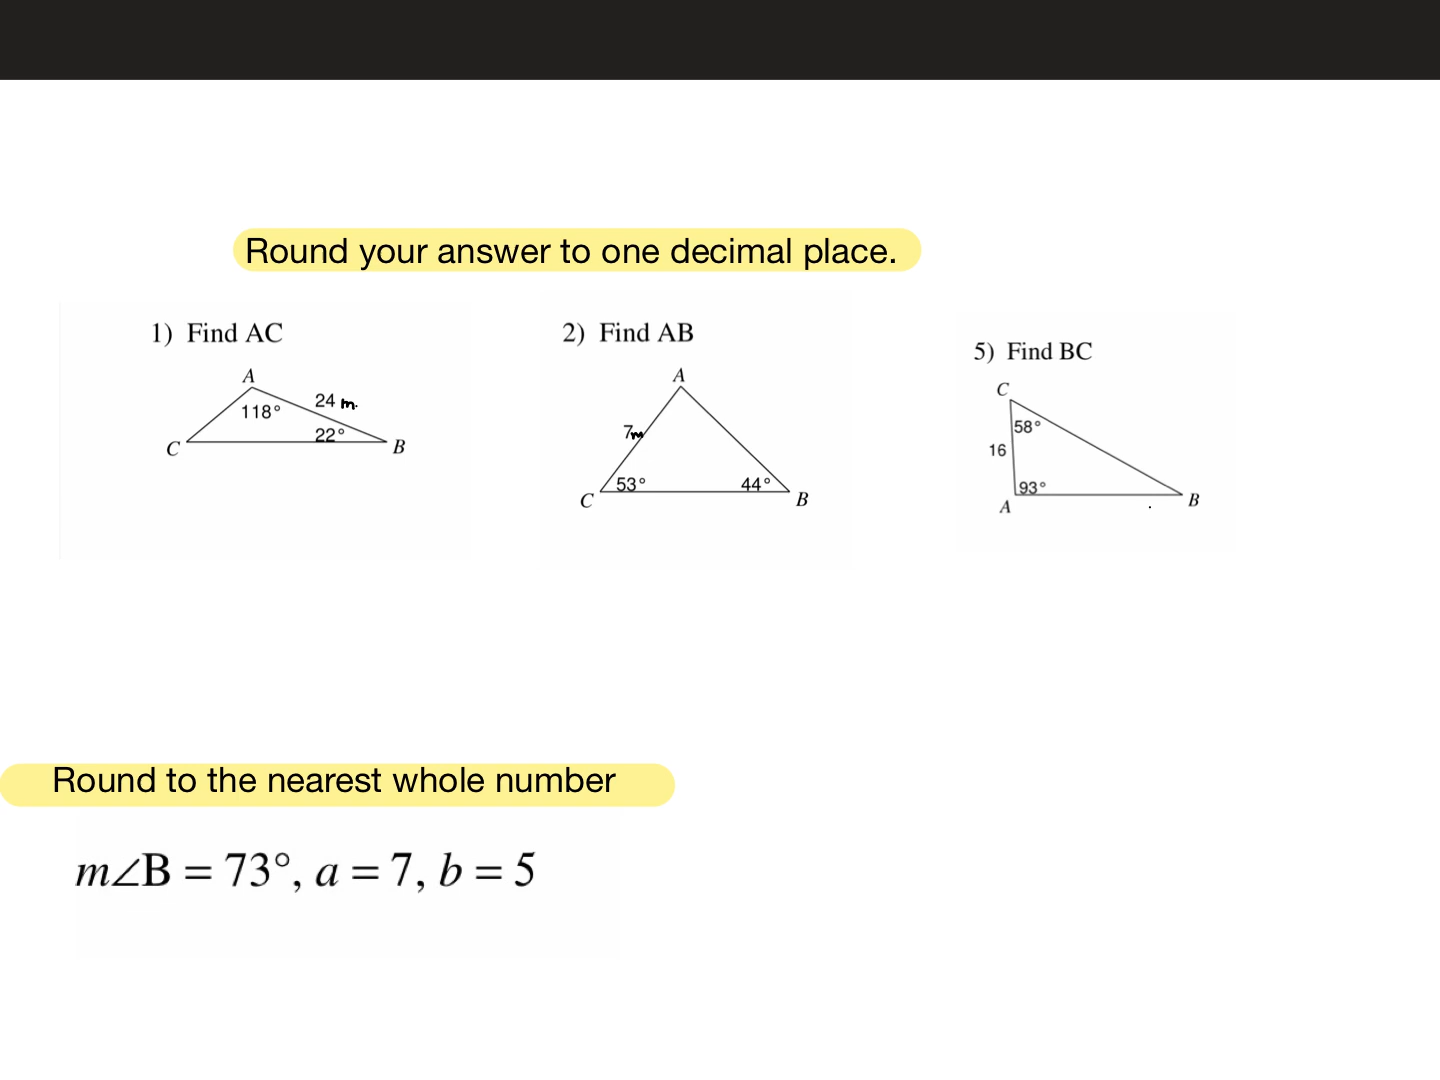 Round your answer to one decimal place.
1) Find AC
A
118°
24 m.
22°
C
B
2) Find AB
A
7m
53°
44°
C
B
5) Find BC
C
58°
16
93°
A
B
Round to the nearest whole number
m∠B = 73°, a = 7, b = 5